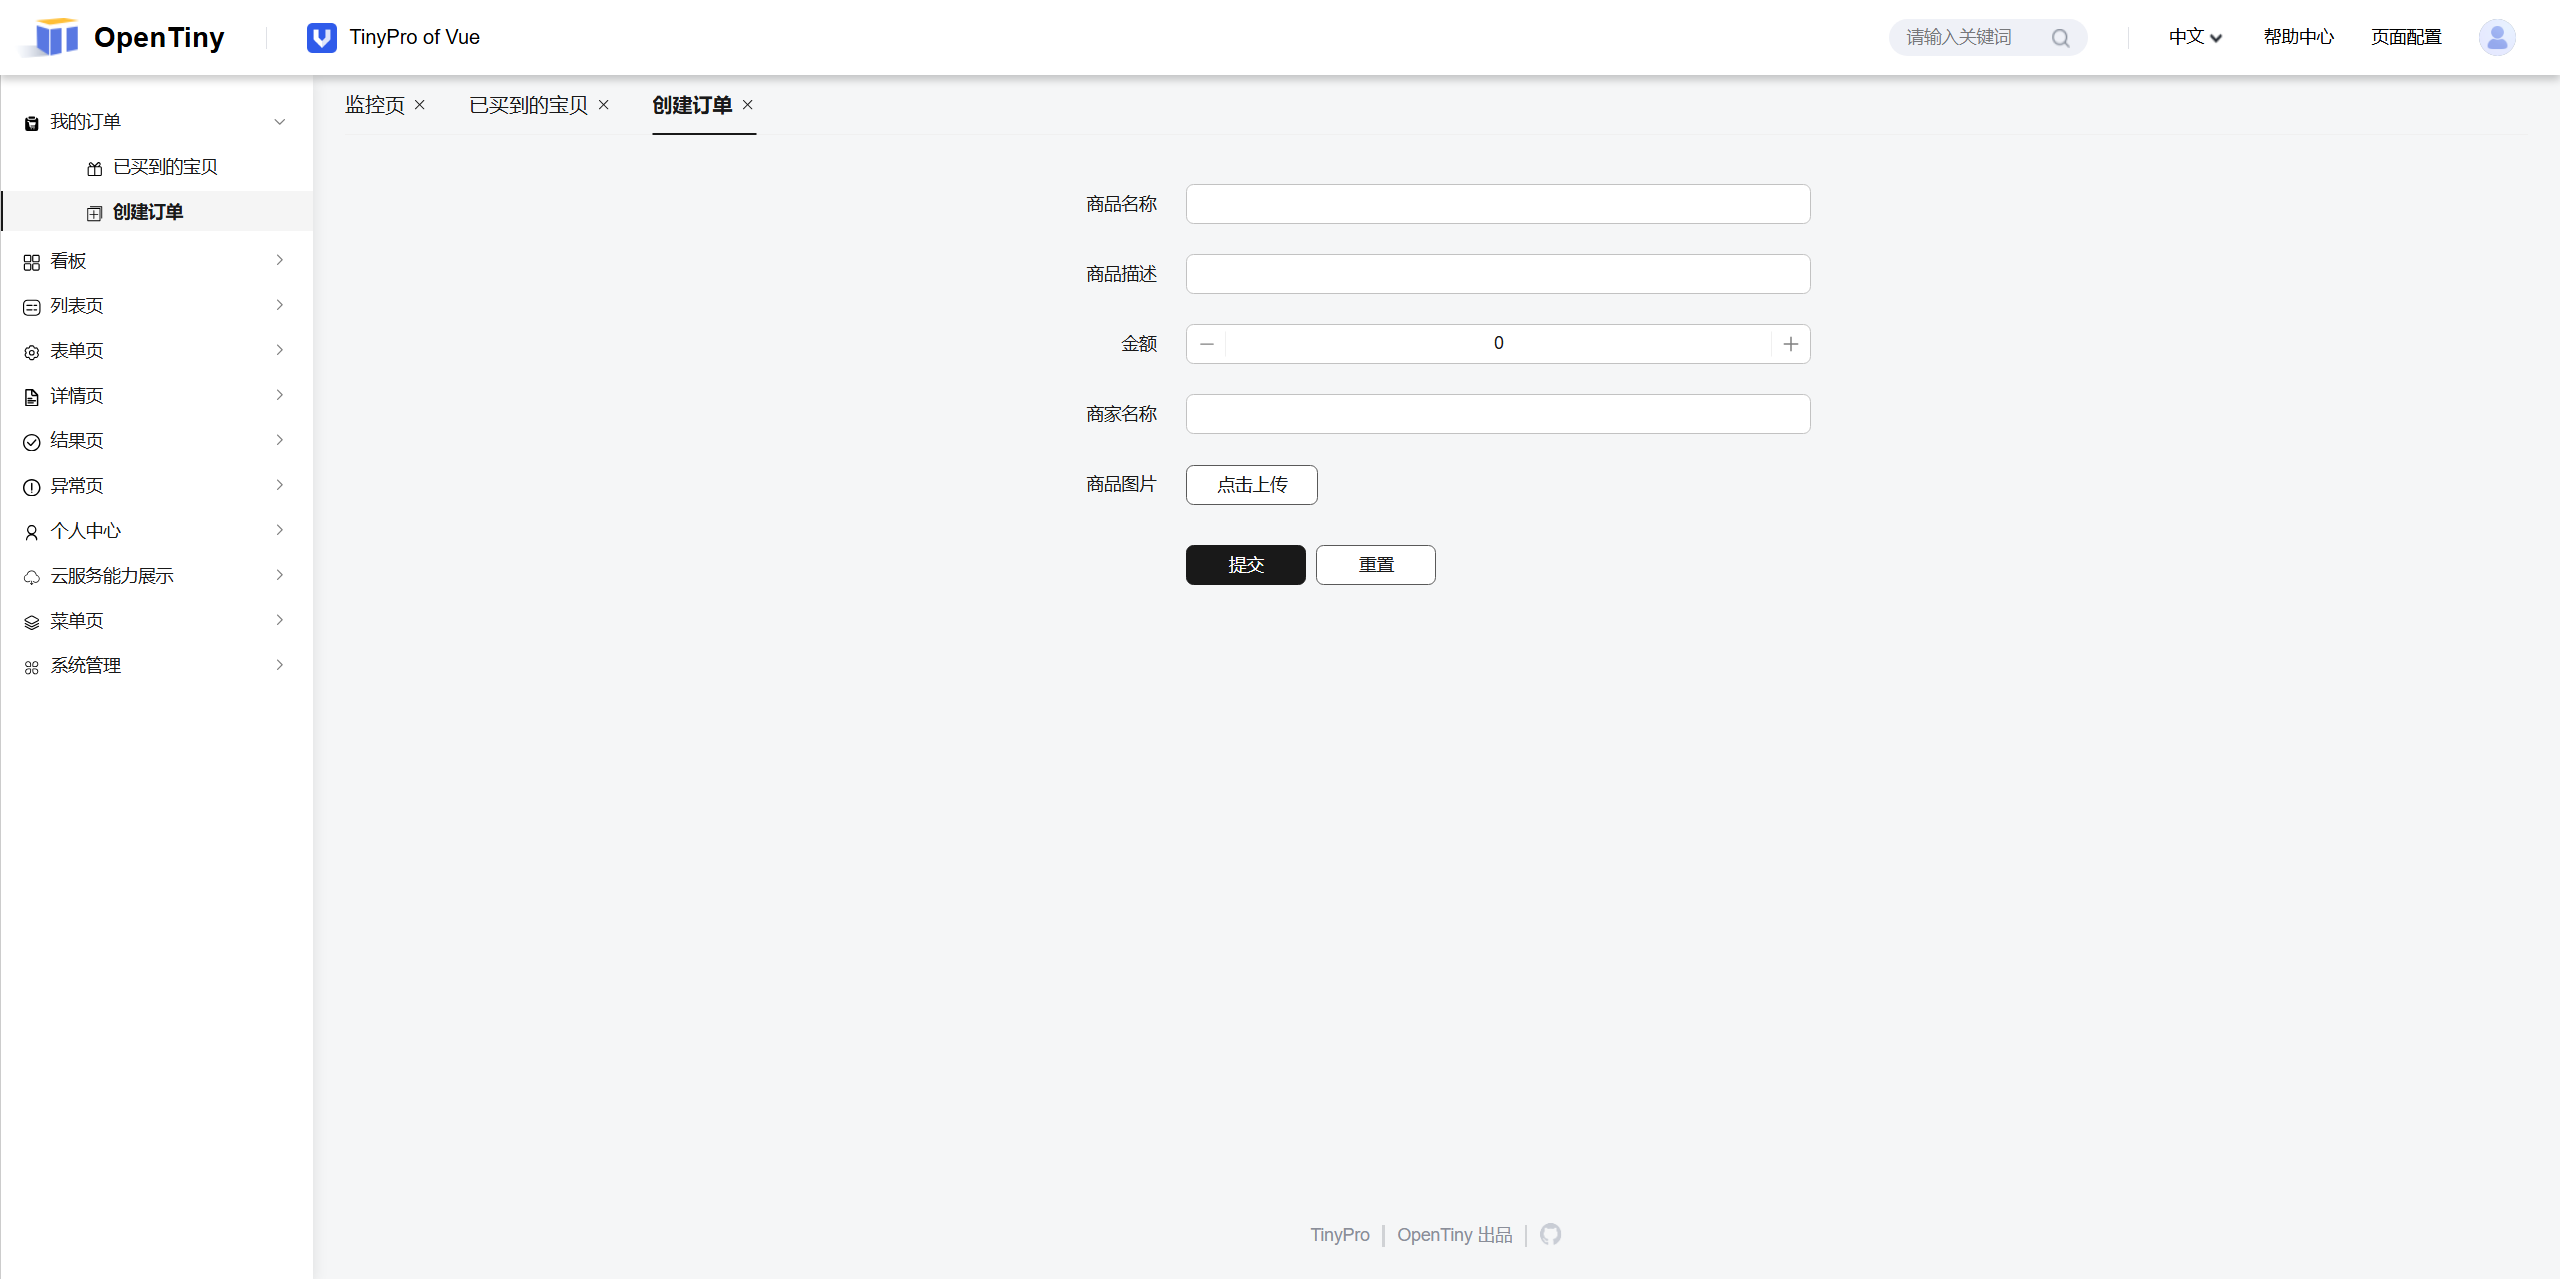 OpenTiny TinyPro of Vue 请输入关键词 中文 帮助中心 页面配置
我的订单
已买到的宝贝
创建订单
看板
列表页
表单页
详情页
结果页
异常页
个人中心
云服务能力展示
菜单页
系统管理
监控页 已买到的宝贝 创建订单
商品名称
商品描述
金额 0
商家名称
商品图片 点击上传
提交 重置
TinyPro OpenTiny 出品